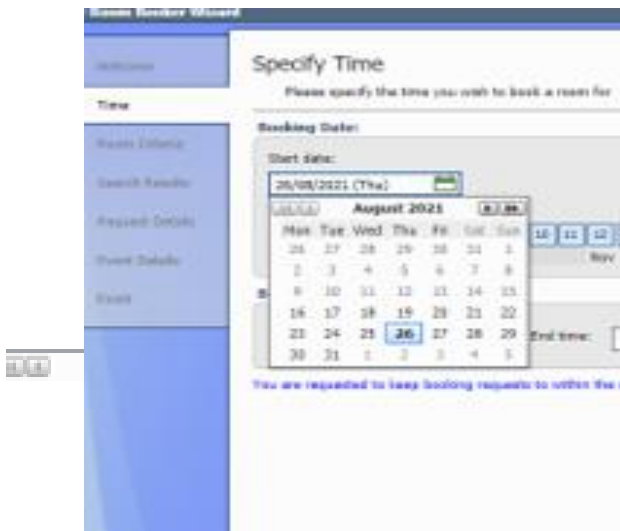 Room Booker Wizard
Welcome
Time
Room Criteria
Search Results
Request Details
Event Details
Finish
Specify Time
Please specify the time you wish to book a room for
Booking Date:
Start date:
26/08/2021 (Thu)
August 2021
Mon Tue Wed Thu Fri Sat Sun
26 27 28 29 30 31 1
2 3 4 5 6 7 8
9 10 11 12 13 14 15
16 17 18 19 20 21 22
23 24 25 26 27 28 29
30 31 1 2 3 4 5
10 11 12
Nov
End time:
You are requested to keep booking requests to within the